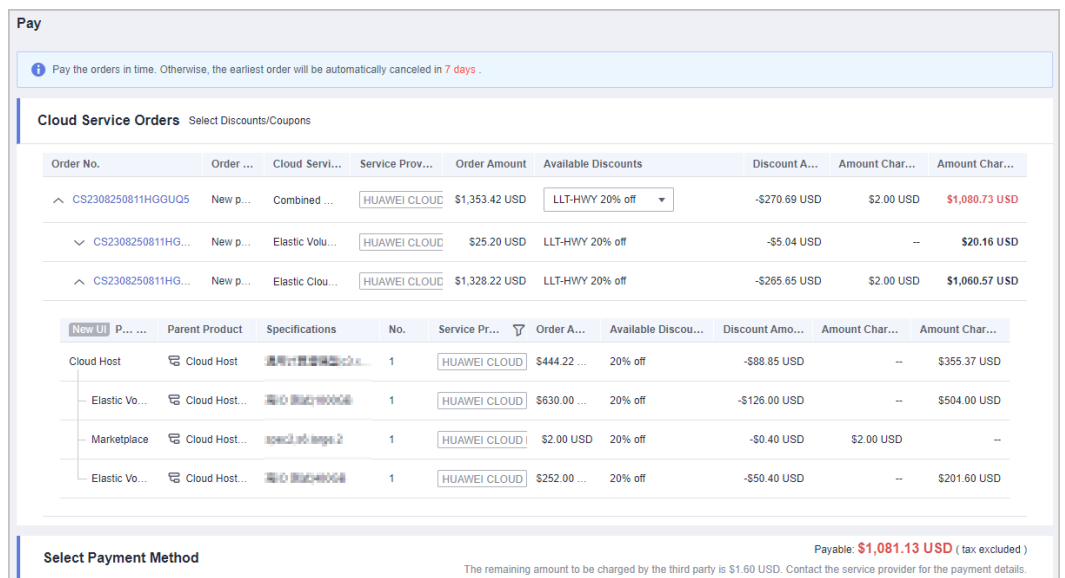 Pay
Pay the orders in time. Otherwise, the earliest order will be automatically canceled in 7 days .
Cloud Service Orders Select Discounts/Coupons
Order No. Order ... Cloud Servi... Service Prov... Order Amount Available Discounts Discount A... Amount Char... Amount Char...
CS2308250811HGGUQ5 New p... Combined ... HUAWEI CLOUD $1,353.42 USD LLT-HWY 20% off -$270.69 USD $2.00 USD $1,080.73 USD
CS2308250811HG... New p... Elastic Volu... HUAWEI CLOUD $25.20 USD LLT-HWY 20% off -$5.04 USD -- $20.16 USD
CS2308250811HG... New p... Elastic Clou... HUAWEI CLOUD $1,328.22 USD LLT-HWY 20% off -$265.65 USD $2.00 USD $1,060.57 USD
New UI P... ... Parent Product Specifications No. Service Pr... Order A... Available Discou... Discount Amo... Amount Char... Amount Char...
Cloud Host Cloud Host 1 HUAWEI CLOUD $444.22 ... 20% off -$88.85 USD -- $355.37 USD
Elastic Vo... Cloud Host... 1 HUAWEI CLOUD $630.00 ... 20% off -$126.00 USD -- $504.00 USD
Marketplace Cloud Host... 1 HUAWEI CLOUD $2.00 USD 20% off -$0.40 USD $2.00 USD --
Elastic Vo... Cloud Host... 1 HUAWEI CLOUD $252.00 ... 20% off -$50.40 USD -- $201.60 USD
Select Payment Method Payable: $1,081.13 USD ( tax excluded )
The remaining amount to be charged by the third party is $1.60 USD. Contact the service provider for the payment details.